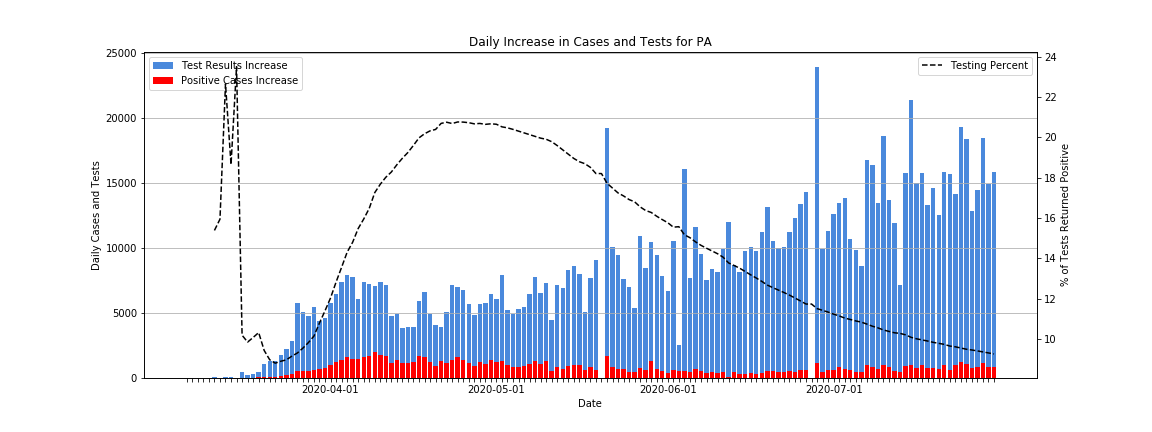 Daily Increase in Cases and Tests for PA
Test Results Increase
Positive Cases Increase
Testing Percent
25000
20000
15000
10000
5000
0
Daily Cases and Tests
24
22
20
18
16
14
12
10
% of Tests Returned Positive
2020-04-01
2020-05-01
2020-06-01
2020-07-01
Date